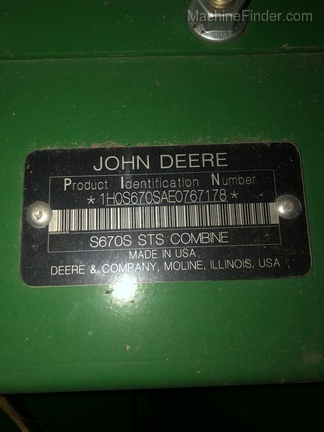 MachineFinder.com
JOHN DEERE
Product Identification Number
*1H0S670SAE0767178*
S670S STS COMBINE
MADE IN USA
DEERE & COMPANY, MOLINE, ILLINOIS, USA